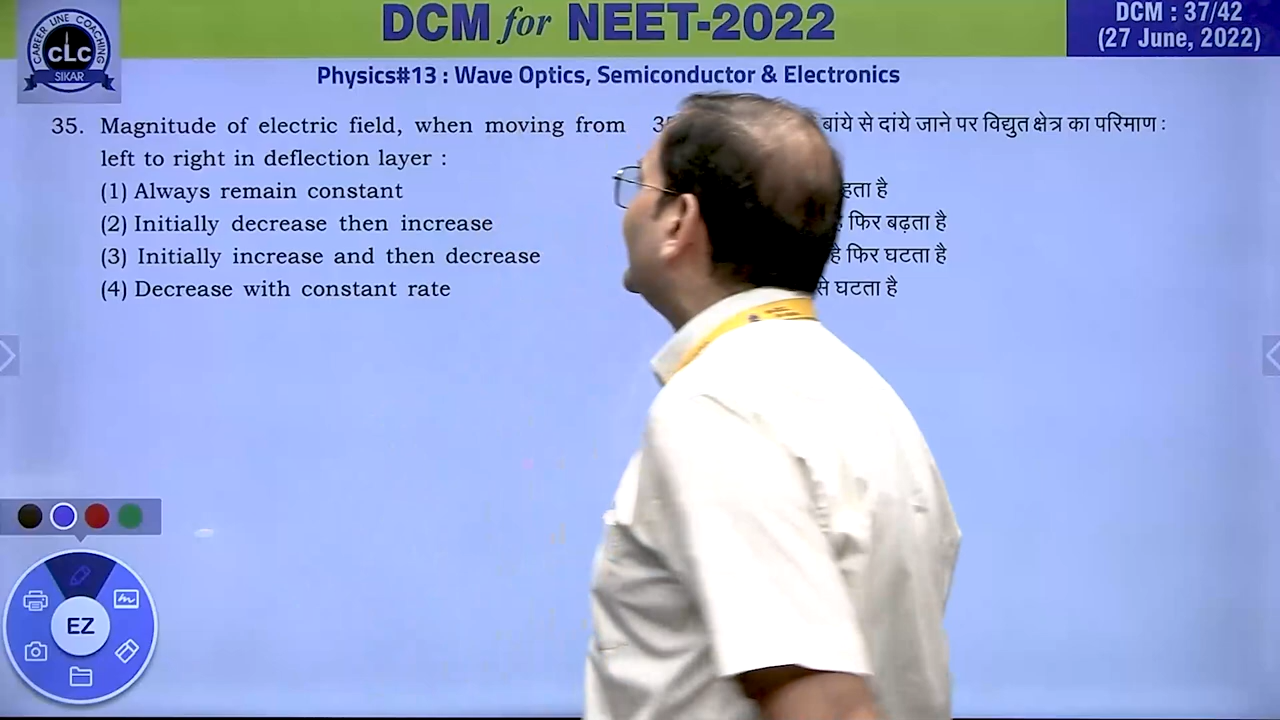 DCM for NEET-2022
DCM : 37/42
(27 June, 2022)
CAREER LINE COACHING
CLC
SIKAR
Physics#13 : Wave Optics, Semiconductor & Electronics
35. Magnitude of electric field, when moving from
left to right in deflection layer :
(1) Always remain constant
(2) Initially decrease then increase
(3) Initially increase and then decrease
(4) Decrease with constant rate
बांये से दांये जाने पर विद्युत क्षेत्र का परिमाण :
है
फिर बढ़ता है
है फिर घटता है
से घटता है
EZ